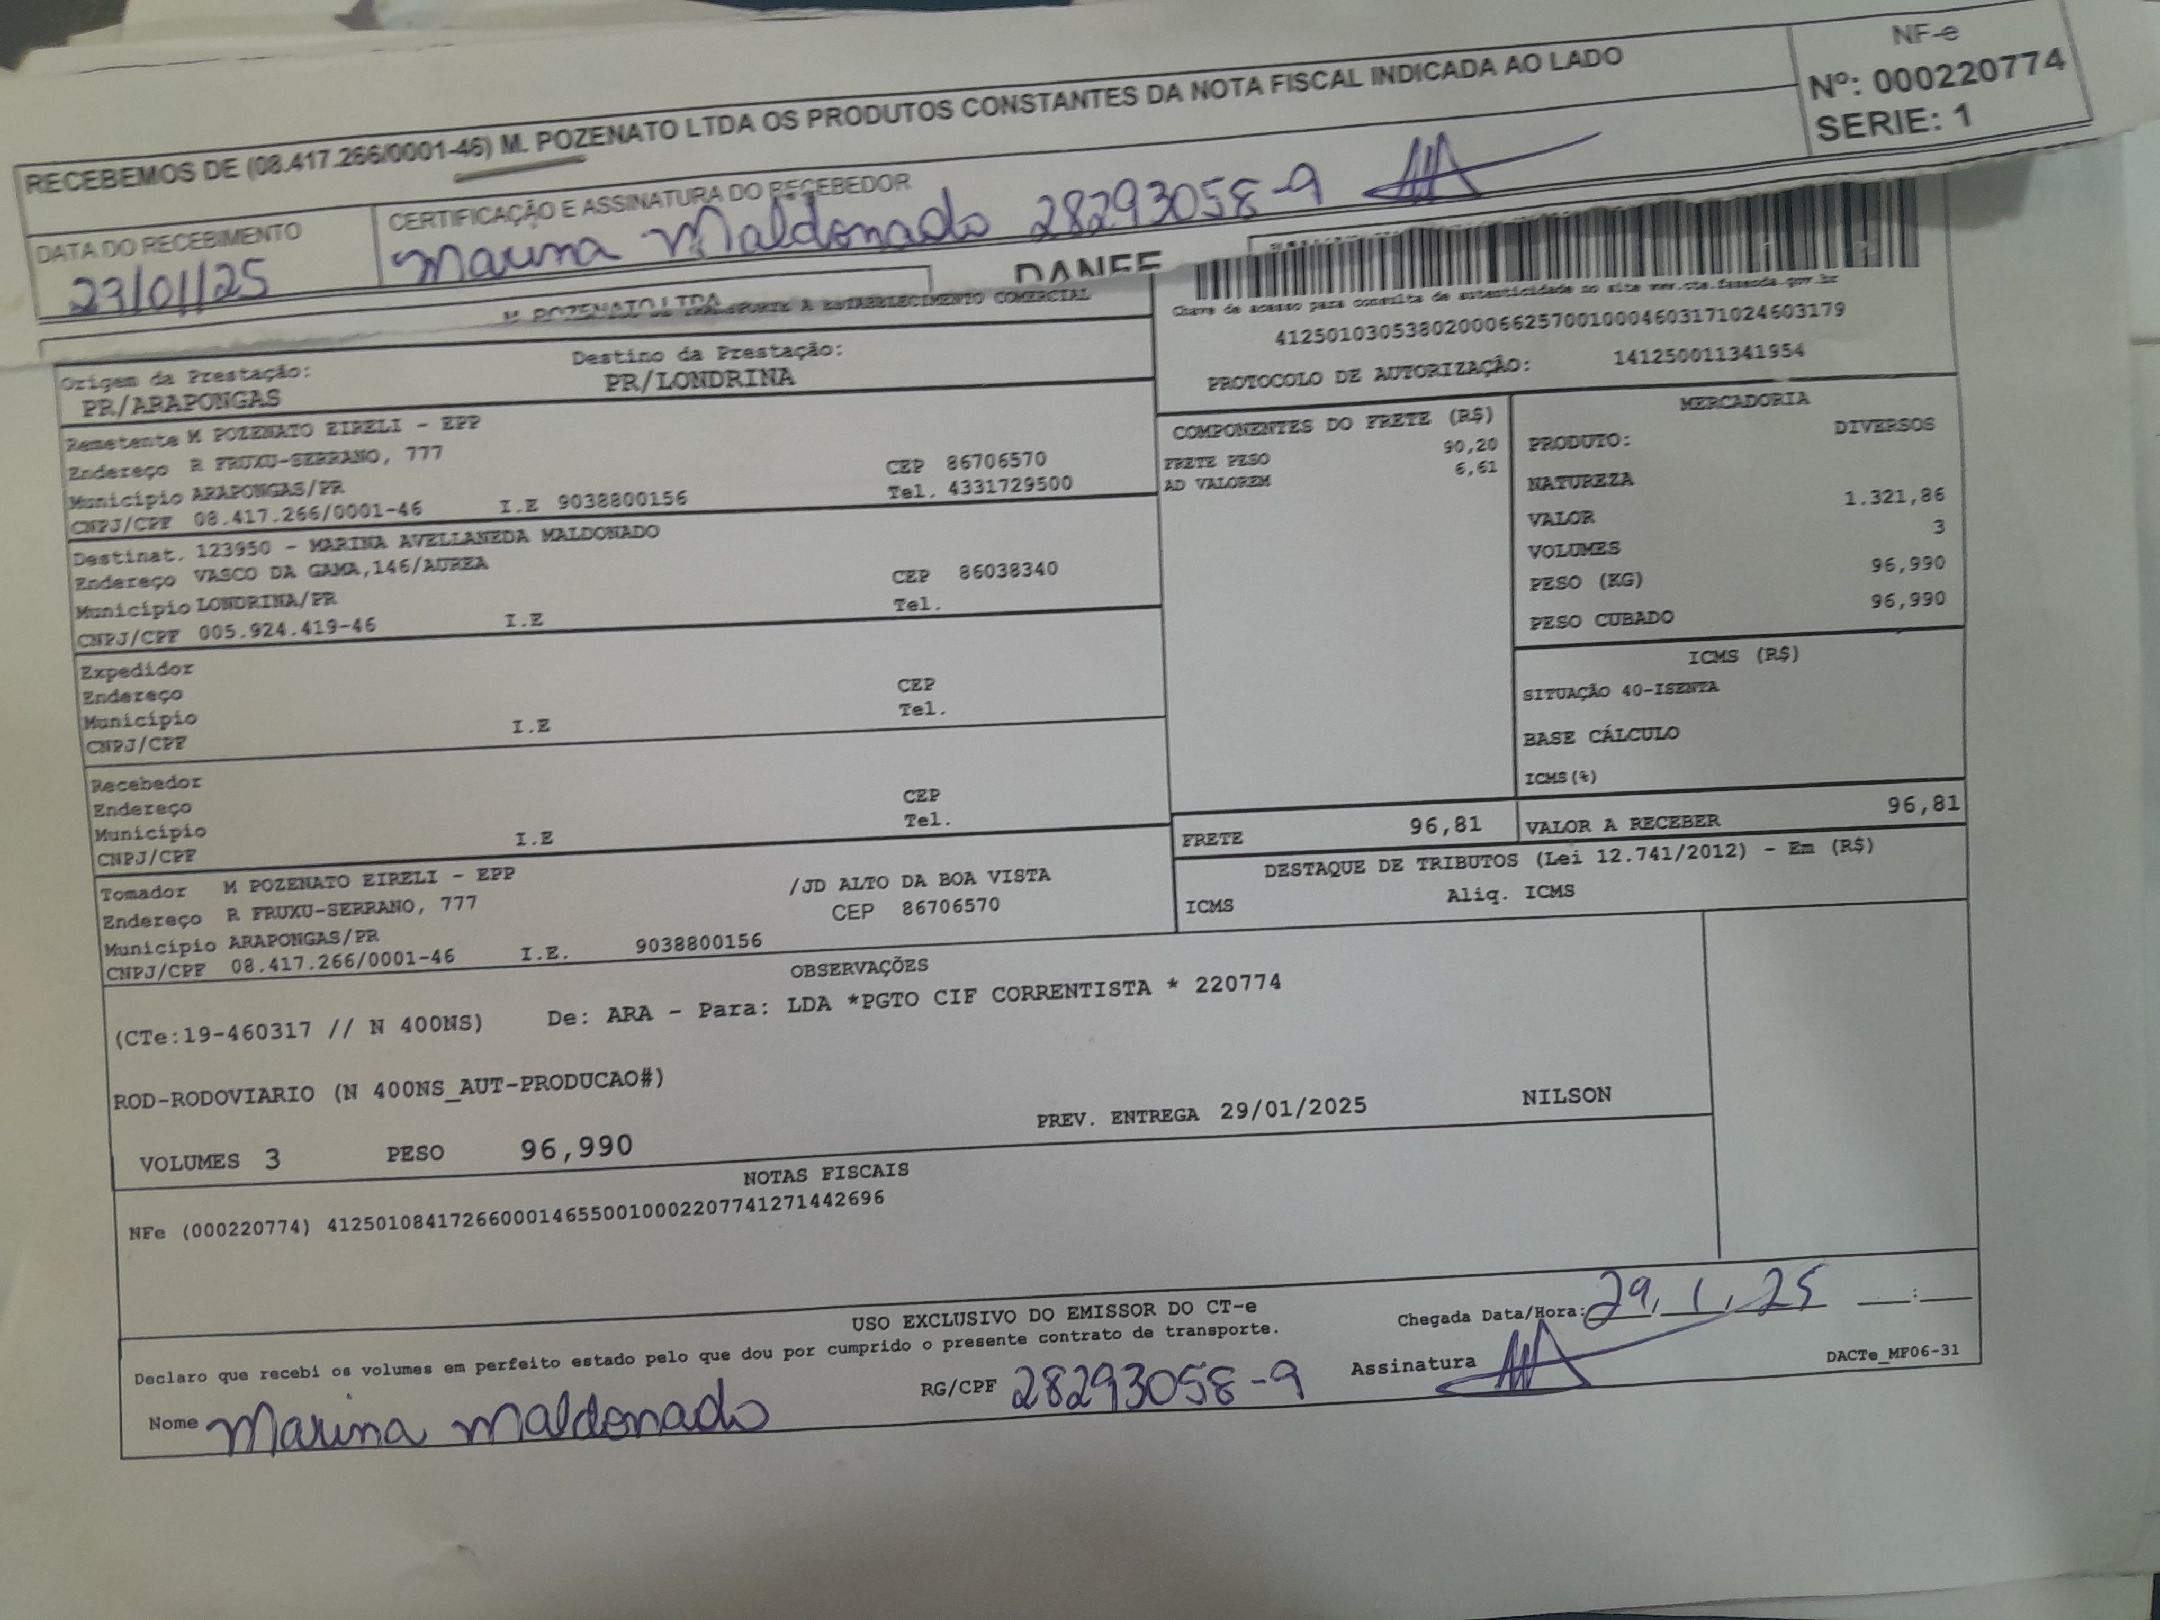 RECEBEMOS DE (08.417.266/0001-46) M. POZENATO LTDA OS PRODUTOS CONSTANTES DA NOTA FISCAL INDICADA AO LADO
NF-e
Nº: 000220774
SERIE: 1
DATA DO RECEBIMENTO
29/01/25
CERTIFICAÇÃO E ASSINATURA DO RECEBEDOR
Marina Maldonado 28293058-9
DANFE
M. POZENATO LTDA
TRANSPORTE A ESTABELECIMENTO COMERCIAL
Chave de acesso para consulta de autenticidade no site www.cte.fazenda.gov.br
41250103053802000662570010004603171024603179
PROTOCOLO DE AUTORIZAÇÃO: 141250011341954
Origem da Prestação:
PR/ARAPONGAS
Destino da Prestação:
PR/LONDRINA
Remetente M POZENATO EIRELI - EPP
Endereço R FRUXU-SERRANO, 777 CEP 86706570
Município ARAPONGAS/PR Tel. 4331729500
CNPJ/CPF 08.417.266/0001-46 I.E 9038800156
Destinat. 123950 - MARINA AVELLANEDA MALDONADO
Endereço VASCO DA GAMA,146/AUREA CEP 86038340
Município LONDRINA/PR Tel.
CNPJ/CPF 005.924.419-46 I.E
Expedidor
Endereço CEP
Município Tel.
CNPJ/CPF I.E
Recebedor
Endereço CEP
Município Tel.
CNPJ/CPF I.E
Tomador M POZENATO EIRELI - EPP
Endereço R FRUXU-SERRANO, 777 /JD ALTO DA BOA VISTA
Município ARAPONGAS/PR CEP 86706570
CNPJ/CPF 08.417.266/0001-46 I.E. 9038800156
COMPONENTES DO FRETE (R$)
FRETE PESO 90,20
AD VALOREM 6,61
MERCADORIA
PRODUTO: DIVERSOS
NATUREZA
VALOR 1.321,86
VOLUMES 3
PESO (KG) 96,990
PESO CUBADO 96,990
ICMS (R$)
SITUAÇÃO 40-ISENTA
BASE CÁLCULO
ICMS(%)
FRETE 96,81
VALOR A RECEBER 96,81
DESTAQUE DE TRIBUTOS (Lei 12.741/2012) - Em (R$)
ICMS Aliq. ICMS
OBSERVAÇÕES
(CTe:19-460317 // N 400NS) De: ARA - Para: LDA *PGTO CIF CORRENTISTA * 220774
ROD-RODOVIARIO (N 400NS_AUT-PRODUCAO#)
VOLUMES 3 PESO 96,990 PREV. ENTREGA 29/01/2025 NILSON
NOTAS FISCAIS
NFe (000220774) 41250108417266000146550010002207741271442696
USO EXCLUSIVO DO EMISSOR DO CT-e
Declaro que recebi os volumes em perfeito estado pelo que dou por cumprido o presente contrato de transporte.
Chegada Data/Hora: 29, 1, 25 ___:___
Nome Marina Maldonado RG/CPF 28293058-9 Assinatura
DACTe_MF06-31